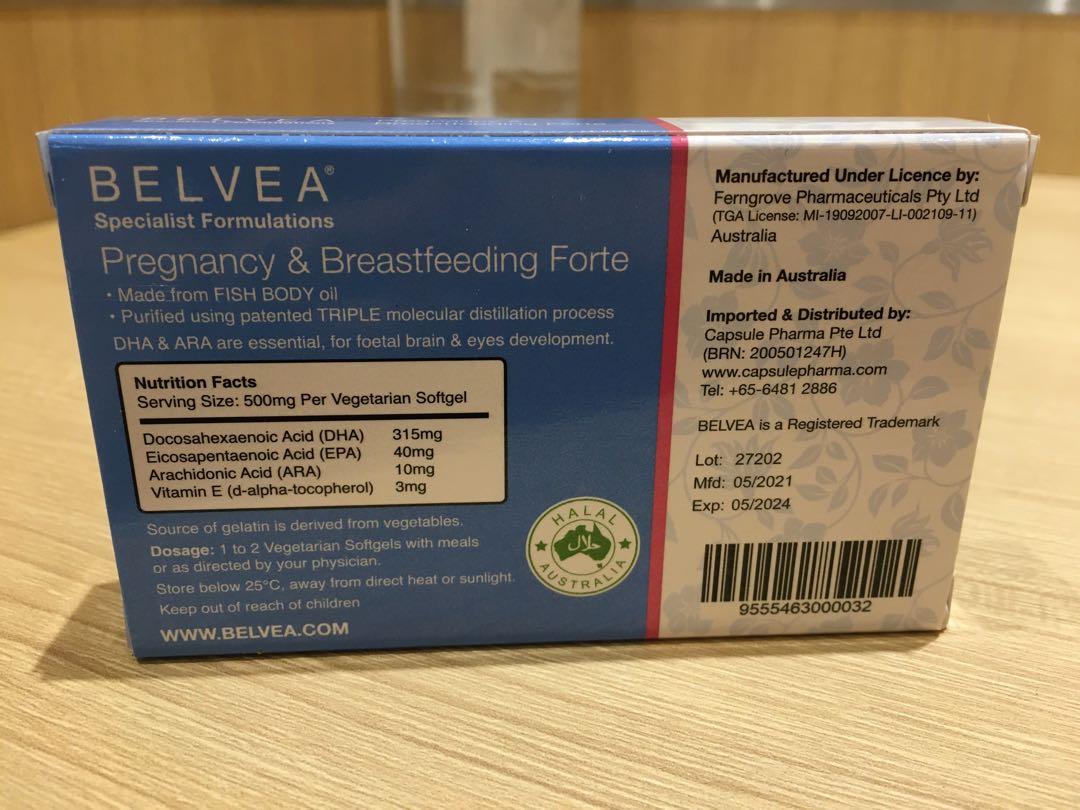 BELVEA®
Specialist Formulations
Pregnancy & Breastfeeding Forte
• Made from FISH BODY oil
• Purified using patented TRIPLE molecular distillation process
DHA & ARA are essential, for foetal brain & eyes development.
Nutrition Facts
Serving Size: 500mg Per Vegetarian Softgel
Docosahexaenoic Acid (DHA) 315mg
Eicosapentaenoic Acid (EPA) 40mg
Arachidonic Acid (ARA) 10mg
Vitamin E (d-alpha-tocopherol) 3mg
Source of gelatin is derived from vegetables.
Dosage: 1 to 2 Vegetarian Softgels with meals
or as directed by your physician.
Store below 25°C, away from direct heat or sunlight.
Keep out of reach of children
WWW.BELVEA.COM
HALAL
حلال
AUSTRALIA
Manufactured Under Licence by:
Ferngrove Pharmaceuticals Pty Ltd
(TGA License: MI-19092007-LI-002109-11)
Australia
Made in Australia
Imported & Distributed by:
Capsule Pharma Pte Ltd
(BRN: 200501247H)
www.capsulepharma.com
Tel: +65-6481 2886
BELVEA is a Registered Trademark
Lot: 27202
Mfd: 05/2021
Exp: 05/2024
9555463000032